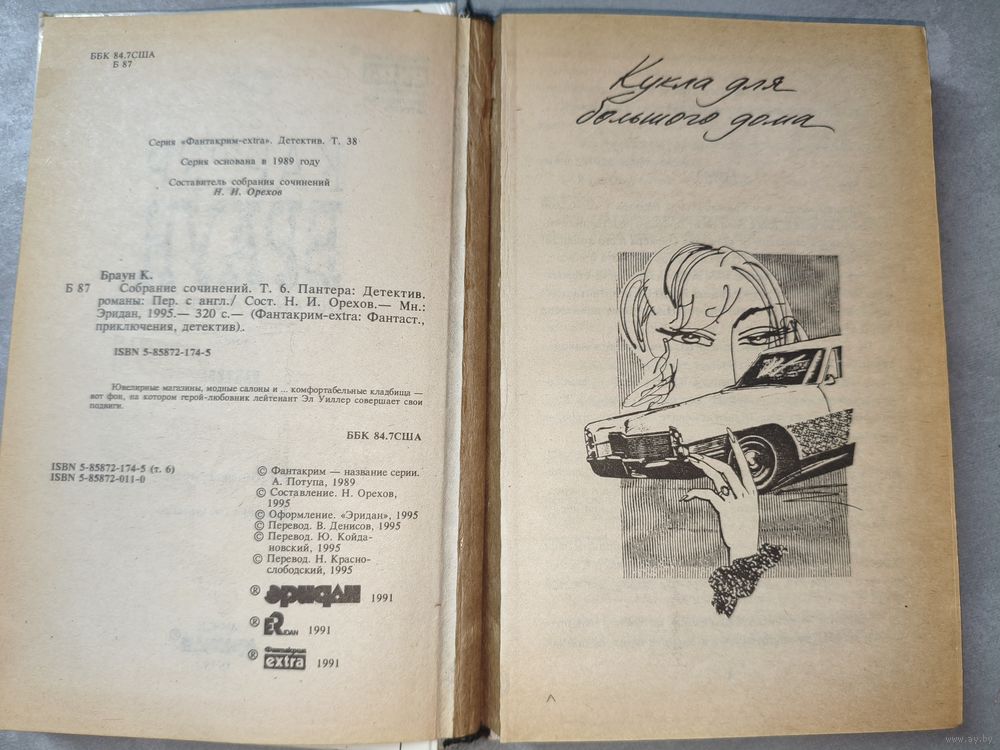 ББК 84.7США
Б 87
Серия «Фантакрим-extra». Детектив. Т. 38
Серия основана в 1989 году
Составитель собрания сочинений
Н. И. Орехов
Браун К.
Б 87 Собрание сочинений. Т. 6. Пантера: Детектив.
романы: Пер. с англ./ Сост. Н. И. Орехов.— Мн.:
Эридан, 1995.— 320 с.— (Фантакрим-extra: Фантаст.,
приключения, детектив)..
ISBN 5-85872-174-5
Ювелирные магазины, модные салоны и ... комфортабельные кладбища —
вот фон, на котором герой-любовник лейтенант Эл Уиллер совершает свои
подвиги.
ББК 84.7США
ISBN 5-85872-174-5 (т. 6)
ISBN 5-85872-011-0
© Фантакрим — название серии.
А. Потупа, 1989
© Составление. Н. Орехов,
1995
© Оформление. «Эридан», 1995
© Перевод. В. Денисов, 1995
© Перевод. Ю. Койда-
новский, 1995
© Перевод. Н. Красно-
слободский, 1995
® эридан 1991
® ERIDAN 1991
® Фантакрим extra 1991
Кукла для
большого дома
www.ay.by